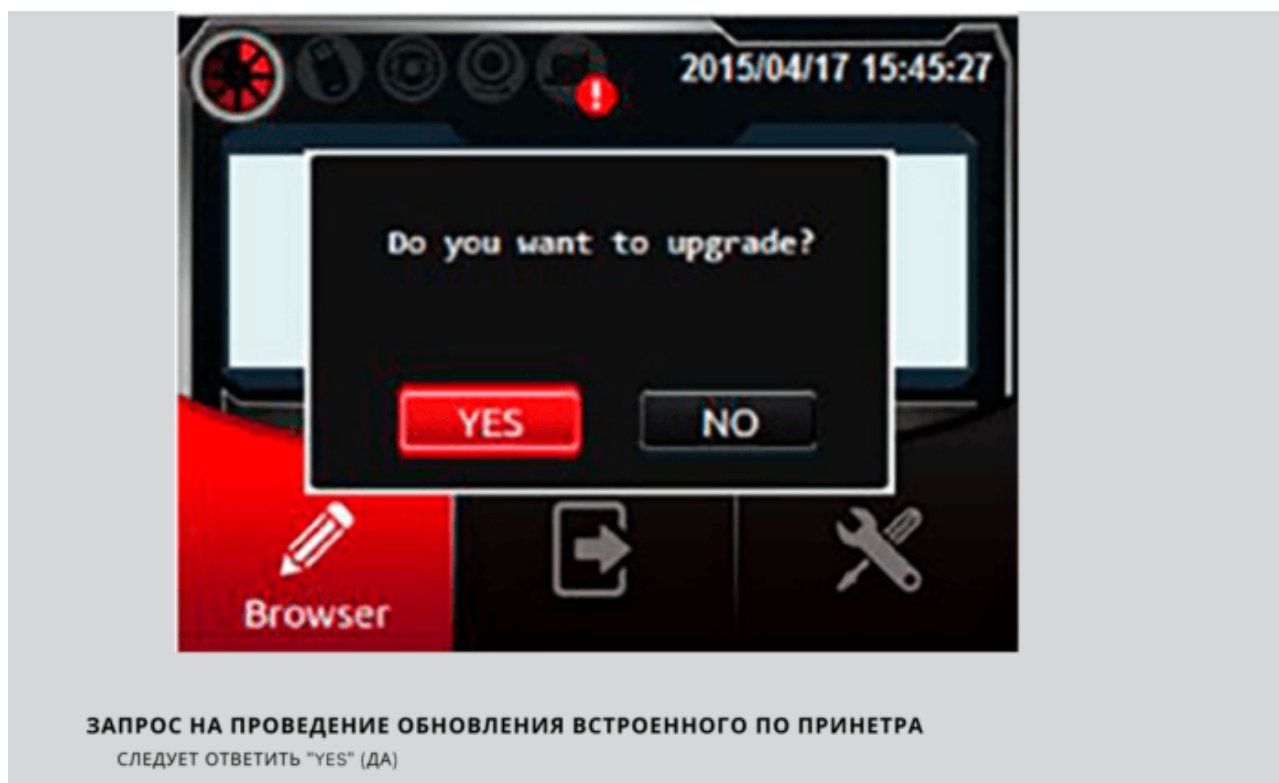 2015/04/17 15:45:27
Do you want to upgrade?
YES NO
Browser
ЗАПРОС НА ПРОВЕДЕНИЕ ОБНОВЛЕНИЯ ВСТРОЕННОГО ПО ПРИНЕТРА
СЛЕДУЕТ ОТВЕТИТЬ "YES" (ДА)